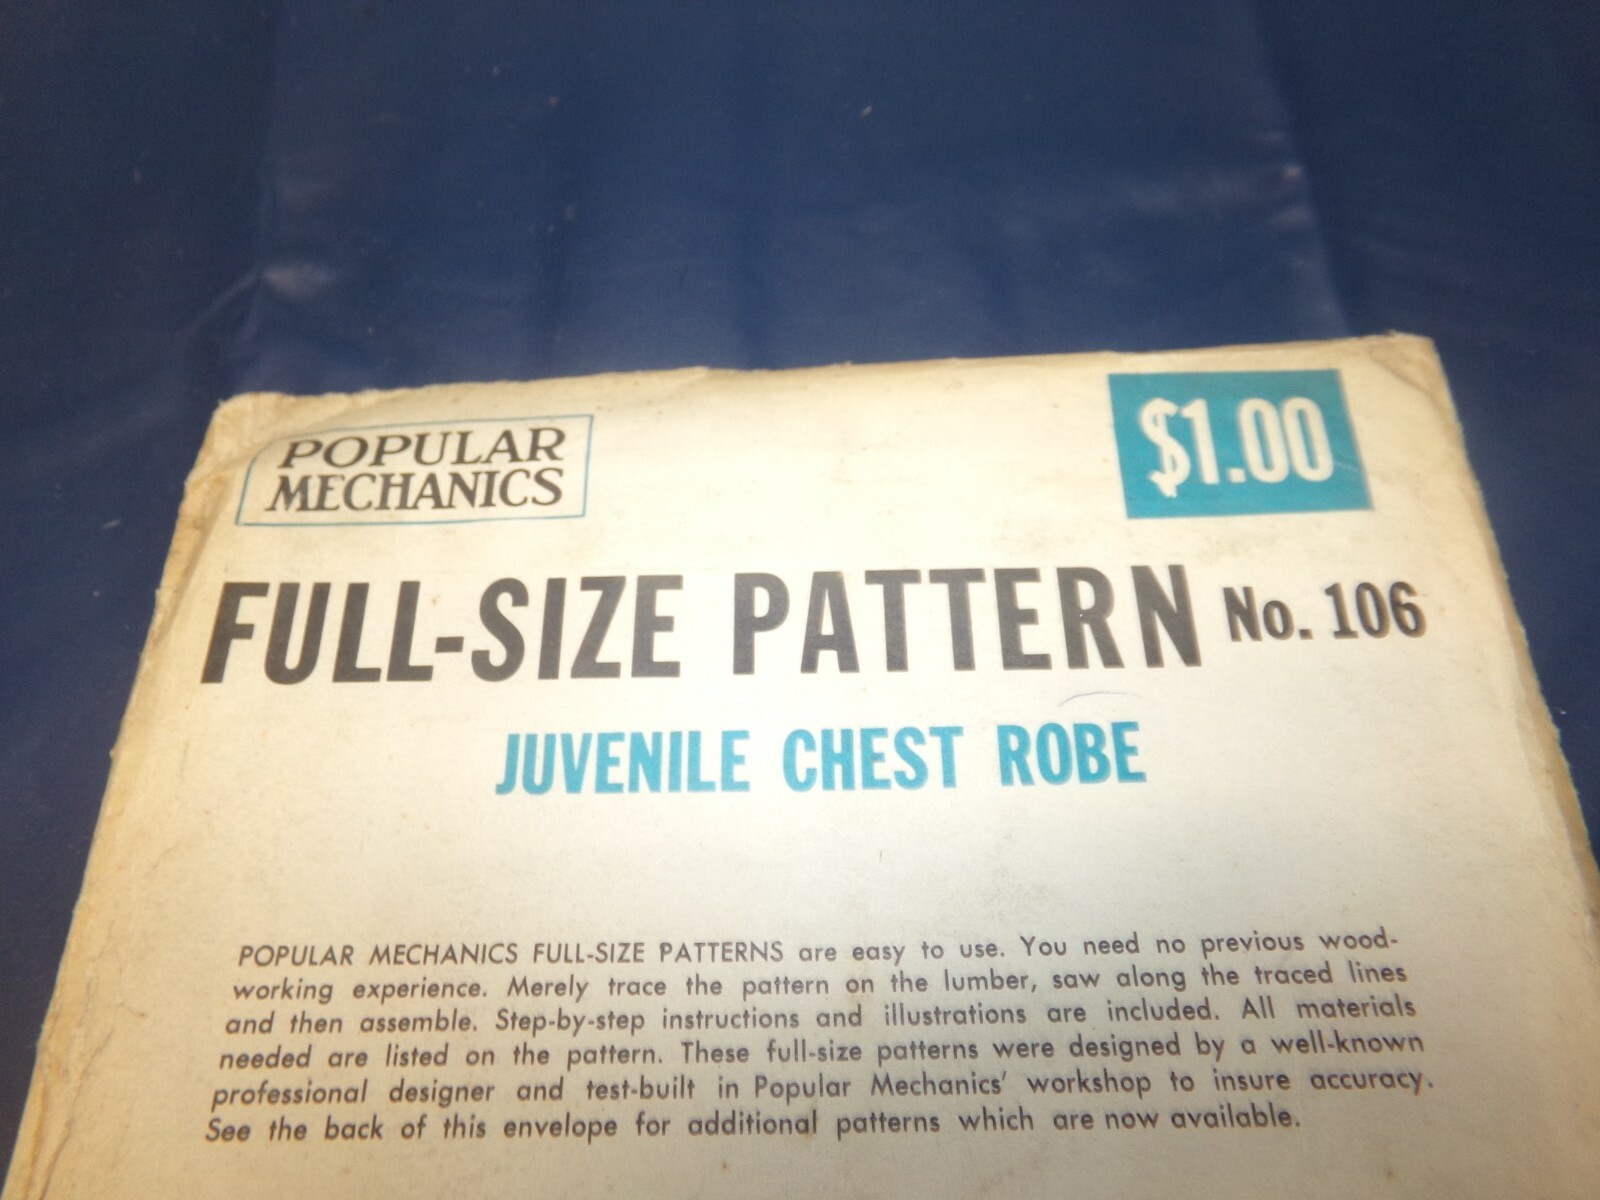 POPULAR
MECHANICS
$1.00
FULL-SIZE PATTERN No. 106
JUVENILE CHEST ROBE
POPULAR MECHANICS FULL-SIZE PATTERNS are easy to use. You need no previous wood-
working experience. Merely trace the pattern on the lumber, saw along the traced lines
and then assemble. Step-by-step instructions and illustrations are included. All materials
needed are listed on the pattern. These full-size patterns were designed by a well-known
professional designer and test-built in Popular Mechanics' workshop to insure accuracy.
See the back of this envelope for additional patterns which are now available.